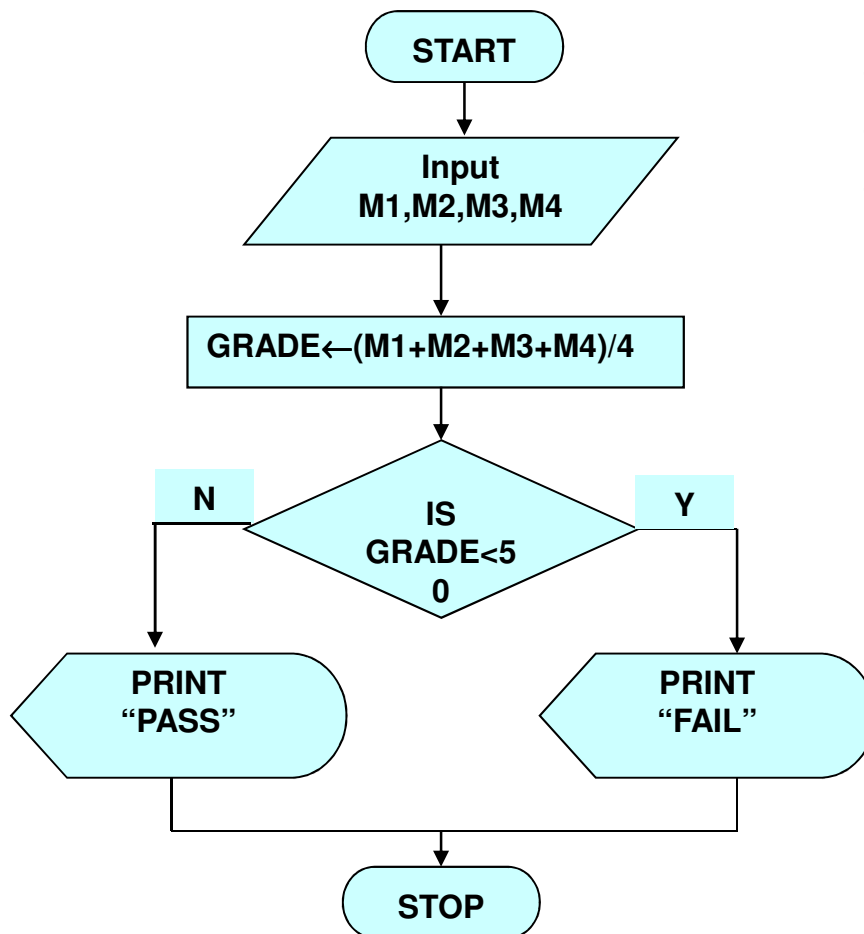 START
Input
M1,M2,M3,M4
GRADE←(M1+M2+M3+M4)/4
N
Y
IS
GRADE<5
0
PRINT
“PASS”
PRINT
“FAIL”
STOP